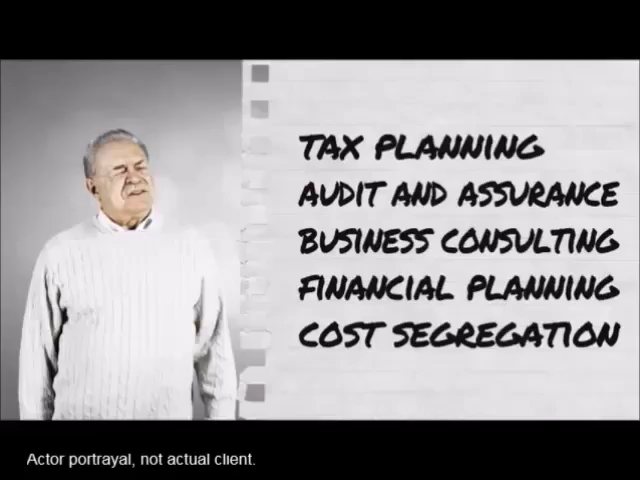 TAX PLANNING
AUDIT AND ASSURANCE
BUSINESS CONSULTING
FINANCIAL PLANNING
COST SEGREGATION
Actor portrayal, not actual client.